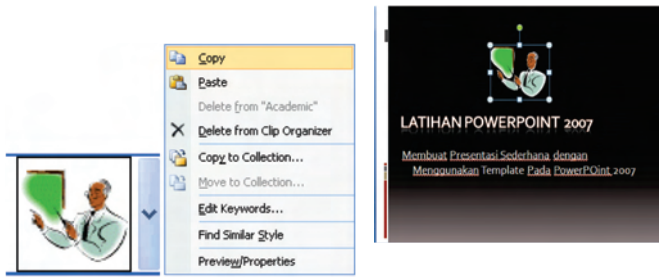 Copy
Paste
Delete from "Academic"
Delete from Clip Organizer
Copy to Collection...
Move to Collection...
Edit Keywords...
Find Similar Style
Preview/Properties
LATIHAN POWERPOINT 2007
Membuat Presentasi Sederhana dengan
Menggunakan Template Pada PowerPOint 2007